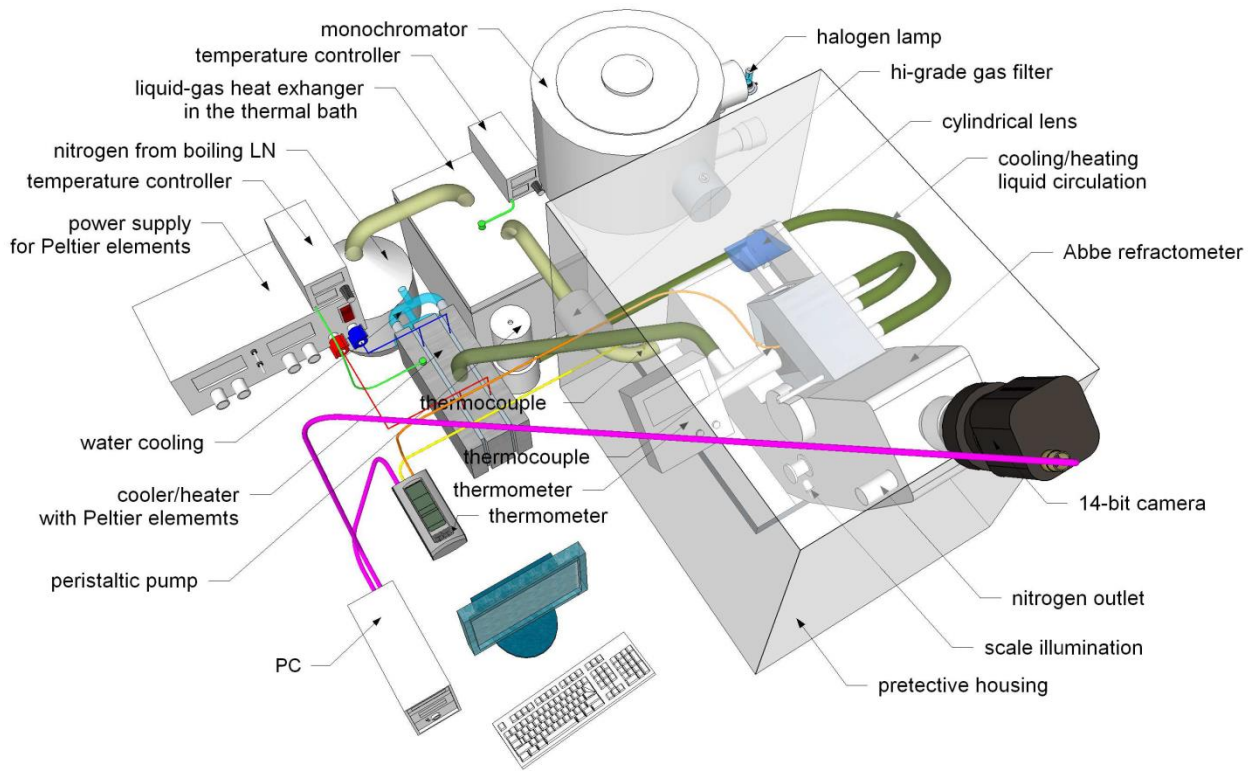 monochromator
temperature controller
liquid-gas heat exhanger
in the thermal bath
nitrogen from boiling LN
temperature controller
power supply
for Peltier elements
water cooling
cooler/heater
with Peltier elememts
peristaltic pump
PC
thermocouple
thermocouple
thermometer
thermometer
halogen lamp
hi-grade gas filter
cylindrical lens
cooling/heating
liquid circulation
Abbe refractometer
14-bit camera
nitrogen outlet
scale illumination
pretective housing